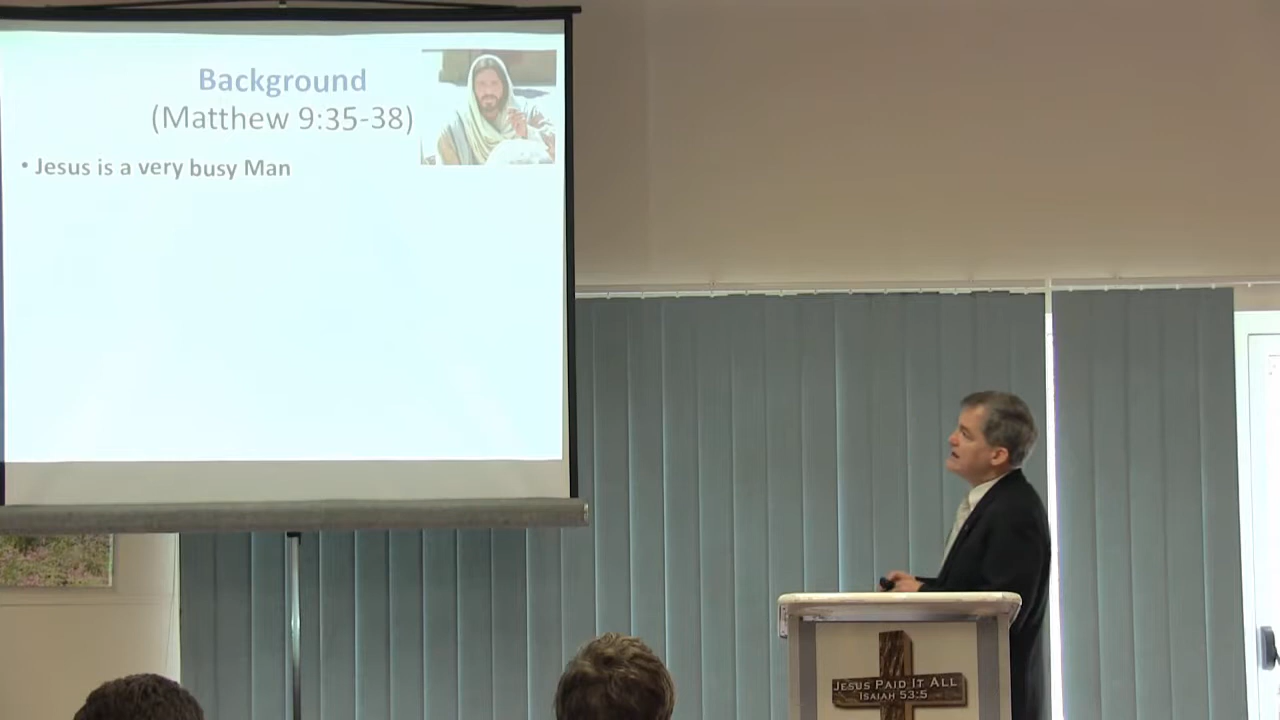 Background
(Matthew 9:35-38)
• Jesus is a very busy Man
JESUS PAID IT ALL
ISAIAH 53:5